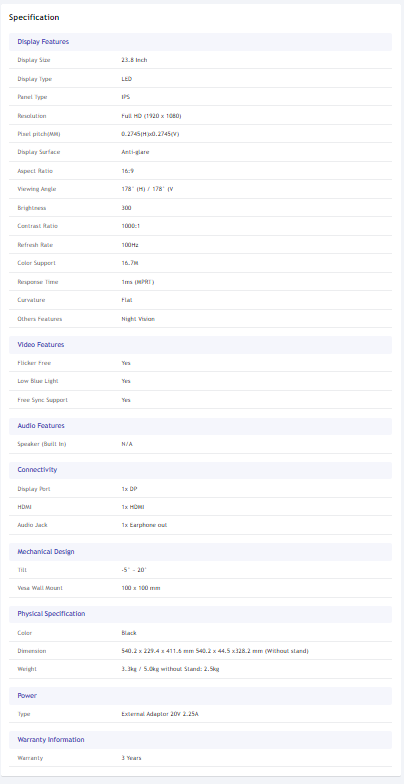 Specification
Display Features
Display Size 23.8 Inch
Display Type LED
Panel Type IPS
Resolution Full HD (1920 x 1080)
Pixel pitch(MM) 0.2745(H)x0.2745(V)
Display Surface Anti-glare
Aspect Ratio 16:9
Viewing Angle 178° (H) / 178° (V
Brightness 300
Contrast Ratio 1000:1
Refresh Rate 100Hz
Color Support 16.7M
Response Time 1ms (MPRT)
Curvature Flat
Others Features Night Vision
Video Features
Flicker Free Yes
Low Blue Light Yes
Free Sync Support Yes
Audio Features
Speaker (Built In) N/A
Connectivity
Display Port 1x DP
HDMI 1x HDMI
Audio Jack 1x Earphone out
Mechanical Design
Tilt -5° ~ 20°
Vesa Wall Mount 100 x 100 mm
Physical Specification
Color Black
Dimension 540.2 x 229.4 x 411.6 mm 540.2 x 44.5 x328.2 mm (Without stand)
Weight 3.3kg / 5.0kg without Stand: 2.5kg
Power
Type External Adaptor 20V 2.25A
Warranty Information
Warranty 3 Years